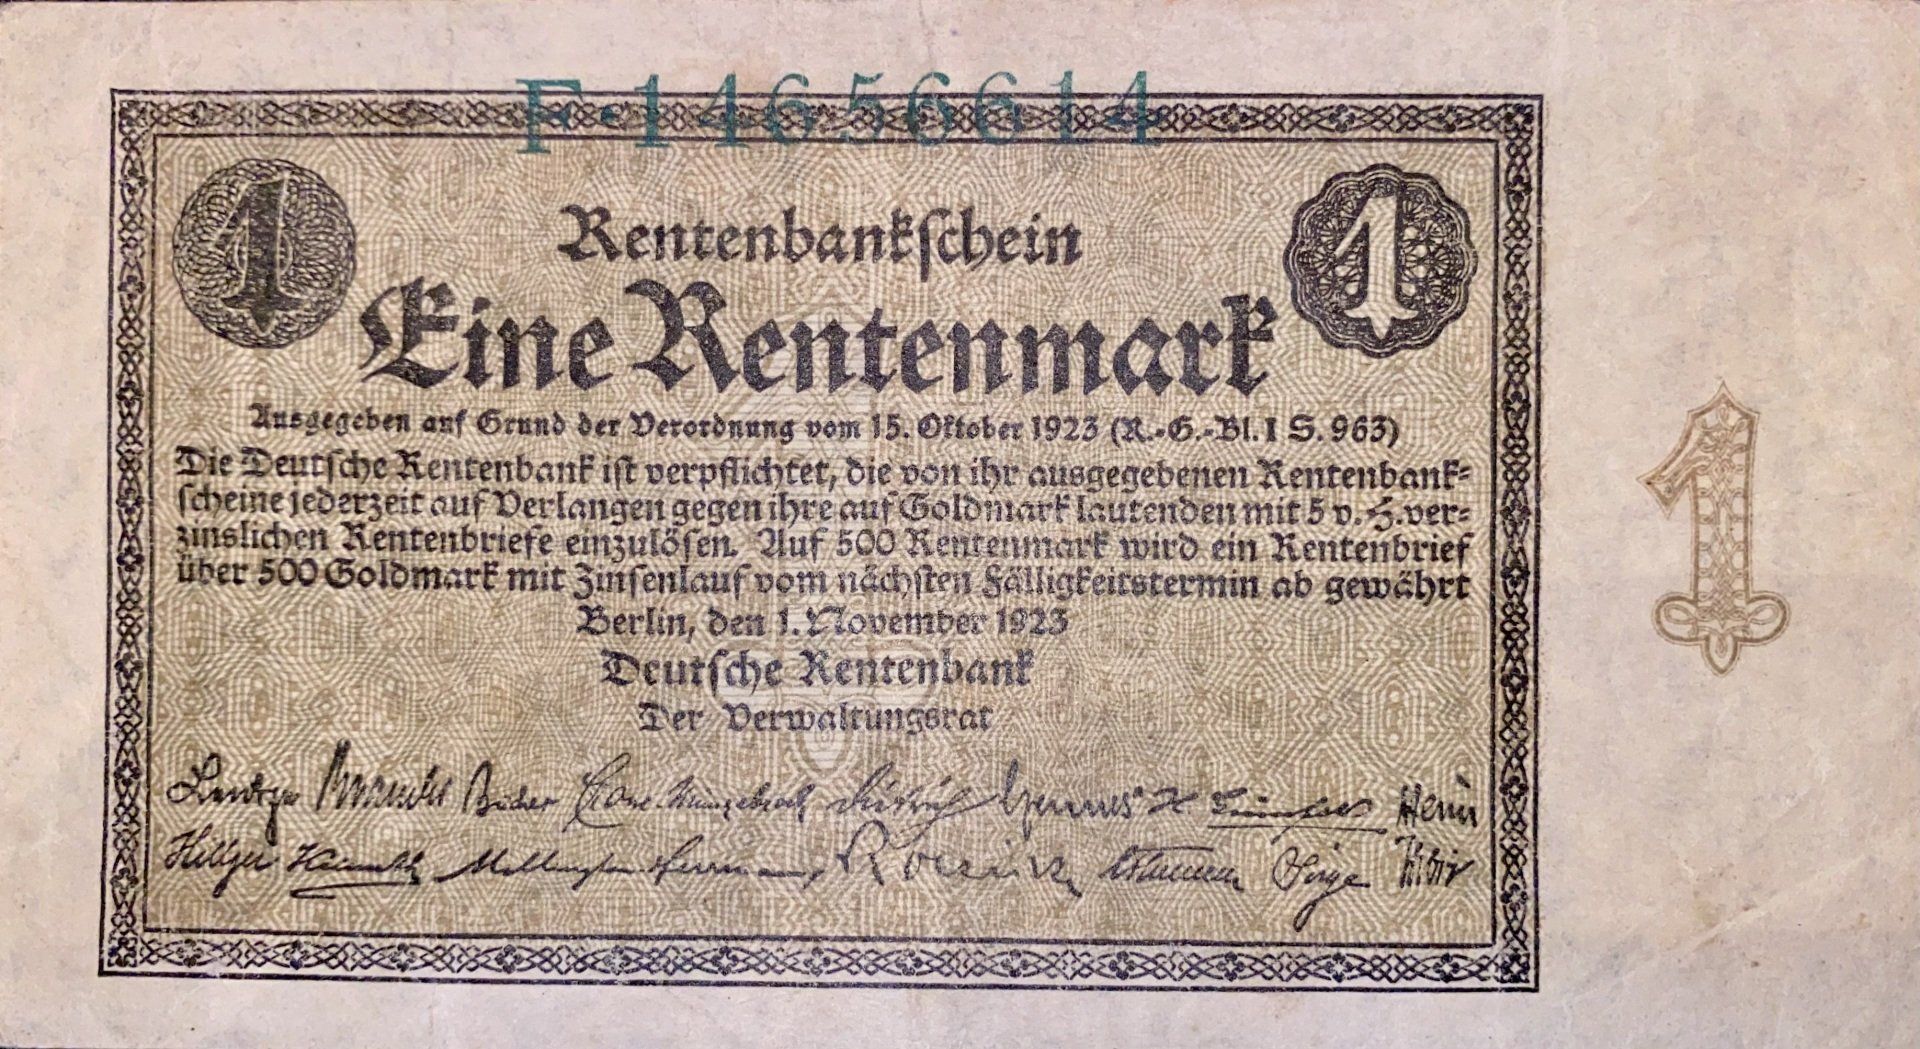 F·14656614
1 1
Rentenbankschein
Eine Rentenmark
Ausgegeben auf Grund der Verordnung vom 15. Oktober 1923 (R.-G.-Bl. I S. 963)
Die Deutsche Rentenbank ist verpflichtet, die von ihr ausgegebenen Rentenbank=
scheine jederzeit auf Verlangen gegen ihre auf Goldmark lautenden mit 5 v. H. ver=
zinslichen Rentenbriefe einzulösen. Auf 500 Rentenmark wird ein Rentenbrief
über 500 Goldmark mit Zinsenlauf vom nächsten Fälligkeitstermin ab gewährt
Berlin, den 1. November 1923
Deutsche Rentenbank
Der Verwaltungsrat
Bücher
Hillger
1